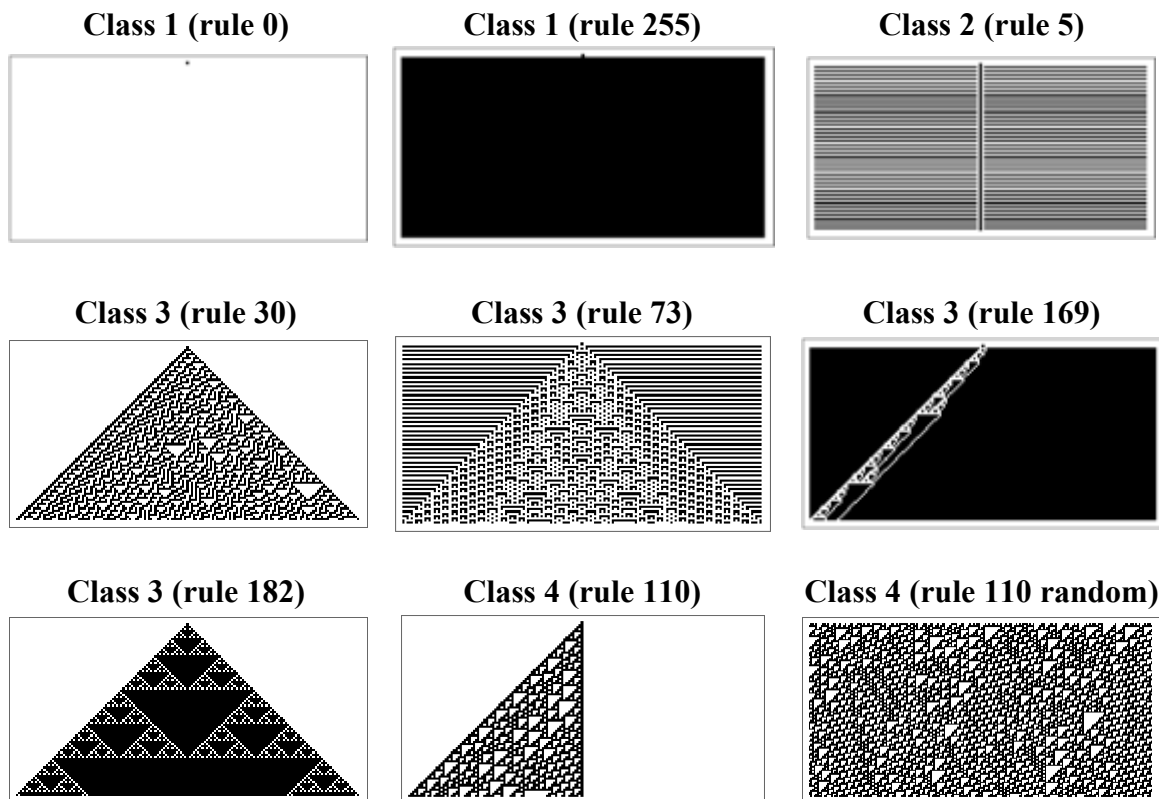 Class 1 (rule 0)
Class 1 (rule 255)
Class 2 (rule 5)
Class 3 (rule 30)
Class 3 (rule 73)
Class 3 (rule 169)
Class 3 (rule 182)
Class 4 (rule 110)
Class 4 (rule 110 random)